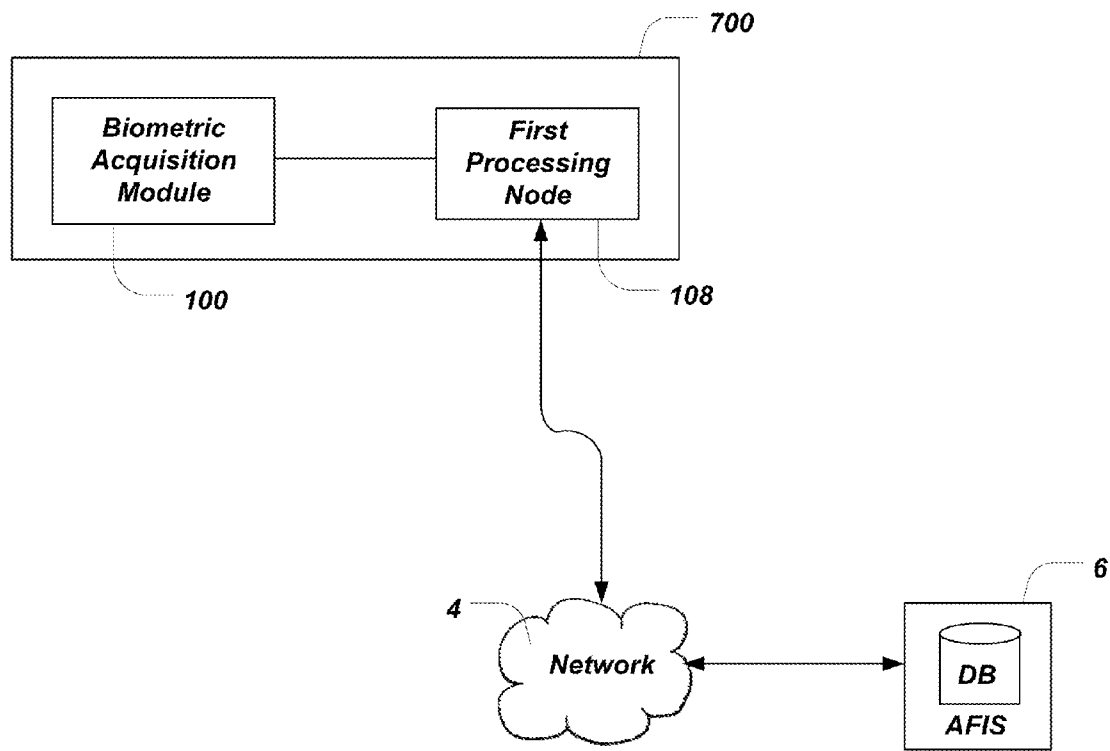 700
Biometric
Acquisition
Module
First
Processing
Node
100
108
4
6
Network
DB
AFIS